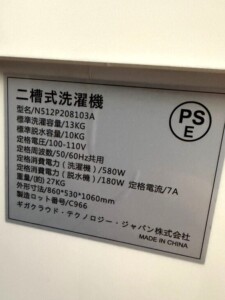 二槽式洗濯機
型名/N512P208103A
標準洗濯容量/13KG
標準脱水容量/10KG
定格電圧/100-110V
定格周波数/50/60Hz共用
定格消費電力（洗濯機）/580W
定格消費電力（脱水機）/180W 定格電流/7A
重量(約)/27KG
外形寸法/860*530*1060mm
製造ロット番号/C966
ギガクラウド・テクノロジー・ジャパン株式会社
MADE IN CHINA
PS
E